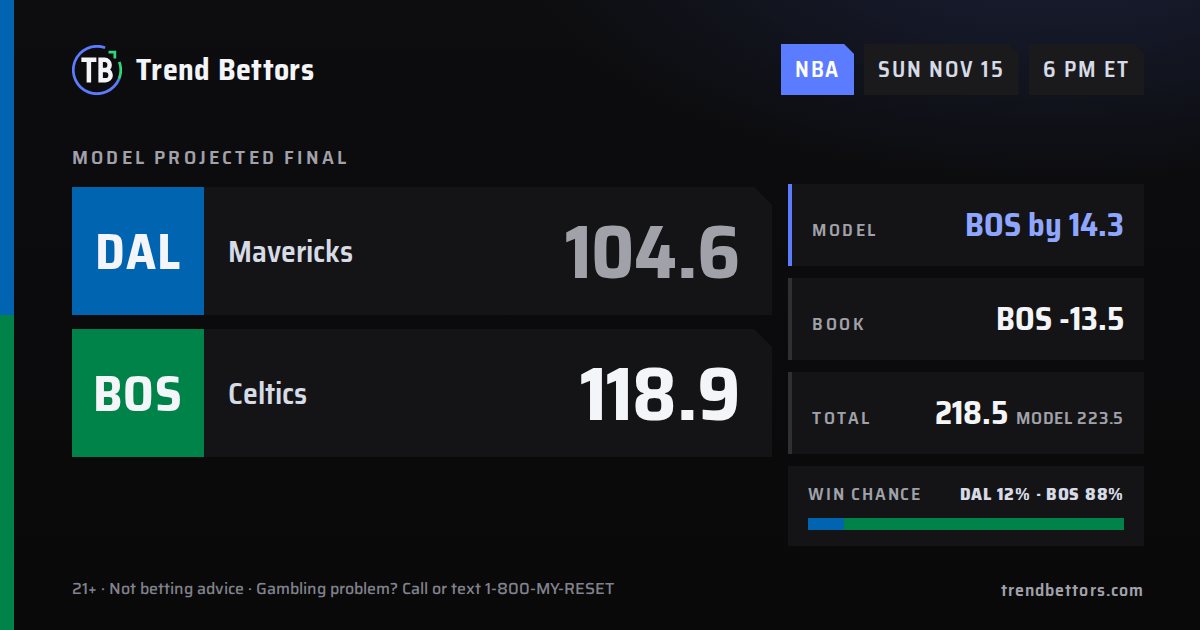 TB Trend Bettors
NBA SUN NOV 15 6 PM ET
MODEL PROJECTED FINAL
DAL Mavericks 104.6
BOS Celtics 118.9
MODEL BOS by 14.3
BOOK BOS -13.5
TOTAL 218.5 MODEL 223.5
WIN CHANCE DAL 12% · BOS 88%
21+ · Not betting advice · Gambling problem? Call or text 1-800-MY-RESET
trendbettors.com